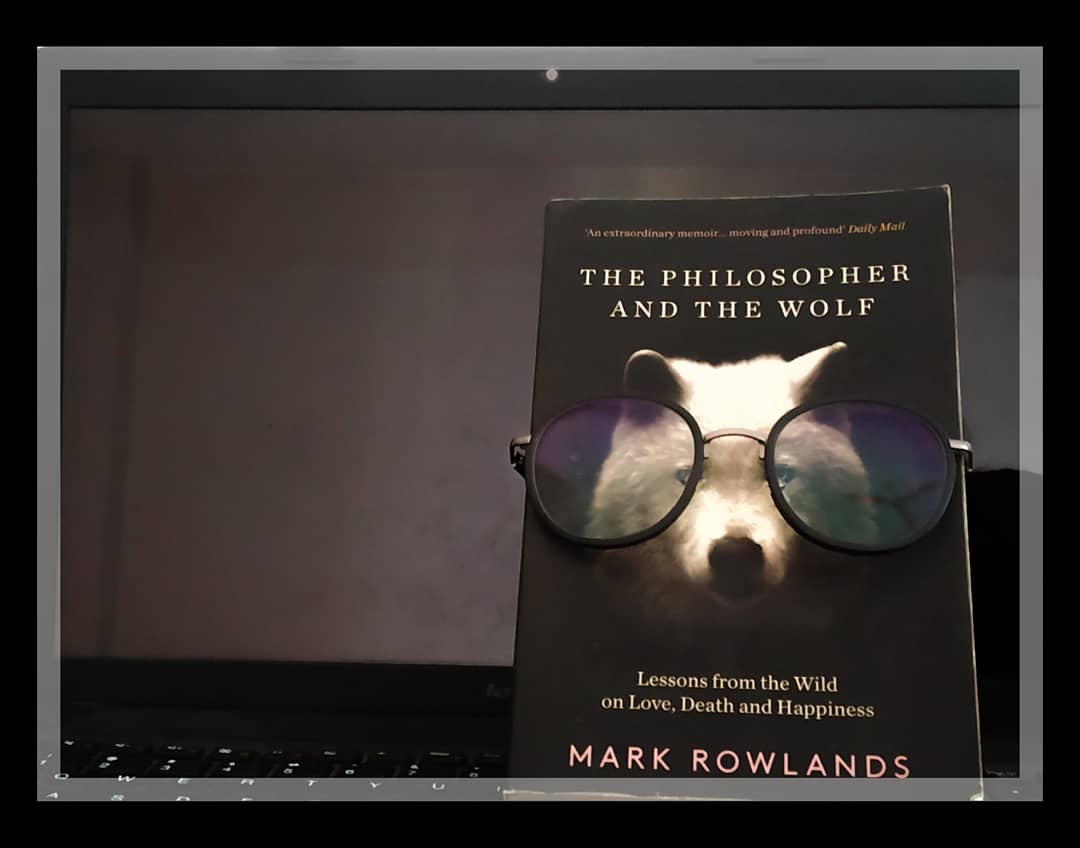 'An extraordinary memoir... moving and profound' Daily Mail
THE PHILOSOPHER
AND THE WOLF
Lessons from the Wild
on Love, Death and Happiness
MARK ROWLANDS
Q W E R T Y U
A S D F